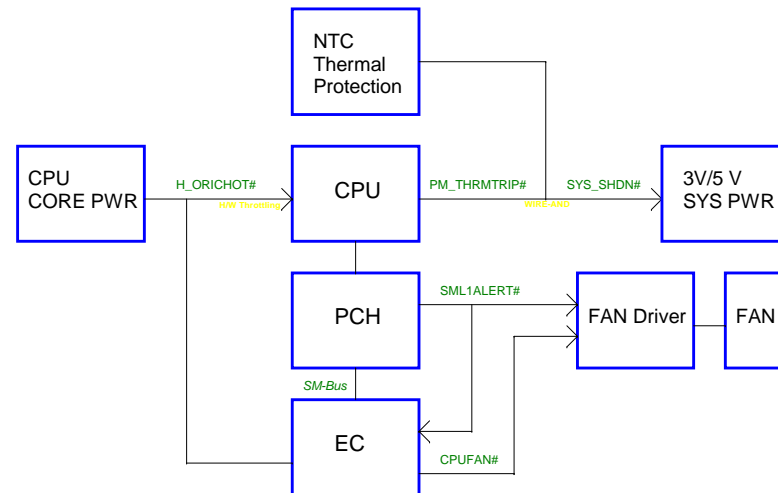 NTC
Thermal
Protection
CPU
CORE PWR
H_ORICHOT#
H/W Throttling
CPU
PM_THRMTRIP#
WIRE-AND
SYS_SHDN#
3V/5 V
SYS PWR
PCH
SML1ALERT#
FAN Driver
FAN
SM-Bus
EC
CPUFAN#